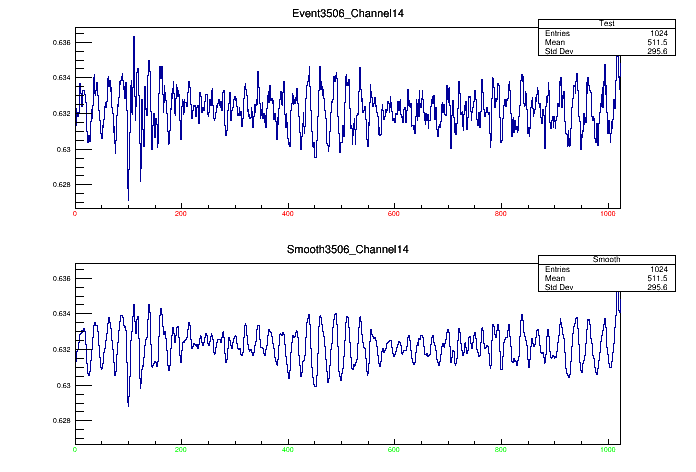 Event3506_Channel14
Test
Entries 1024
Mean 511.5
Std Dev 295.6
0.636
0.634
0.632
0.63
0.628
0 200 400 600 800 1000
Smooth3506_Channel14
Smooth
Entries 1024
Mean 511.5
Std Dev 295.6
0.636
0.634
0.632
0.63
0.628
0 200 400 600 800 1000